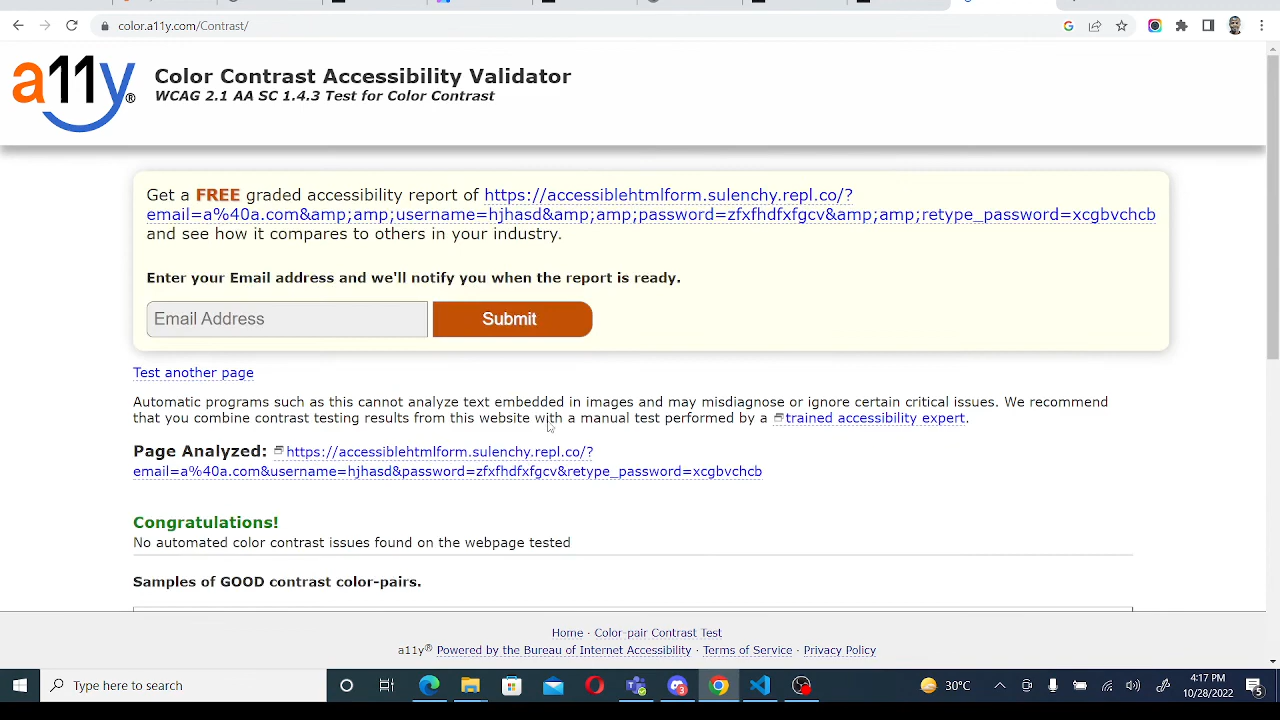 color.a11y.com/Contrast/
a11y®
Color Contrast Accessibility Validator
WCAG 2.1 AA SC 1.4.3 Test for Color Contrast
Get a FREE graded accessibility report of https://accessiblehtmlform.sulenchy.repl.co/?
email=a%40a.com&amp;amp;username=hjhasd&amp;amp;password=zfxfhdfxfgcv&amp;amp;retype_password=xcgbvchcb
and see how it compares to others in your industry.
Enter your Email address and we'll notify you when the report is ready.
Email Address
Submit
Test another page
Automatic programs such as this cannot analyze text embedded in images and may misdiagnose or ignore certain critical issues. We recommend
that you combine contrast testing results from this website with a manual test performed by a trained accessibility expert.
Page Analyzed: https://accessiblehtmlform.sulenchy.repl.co/?
email=a%40a.com&username=hjhasd&password=zfxfhdfxfgcv&retype_password=xcgbvchcb
Congratulations!
No automated color contrast issues found on the webpage tested
Samples of GOOD contrast color-pairs.
Home · Color-pair Contrast Test
a11y® Powered by the Bureau of Internet Accessibility · Terms of Service · Privacy Policy
Type here to search
30°C
4:17 PM
10/28/2022
5